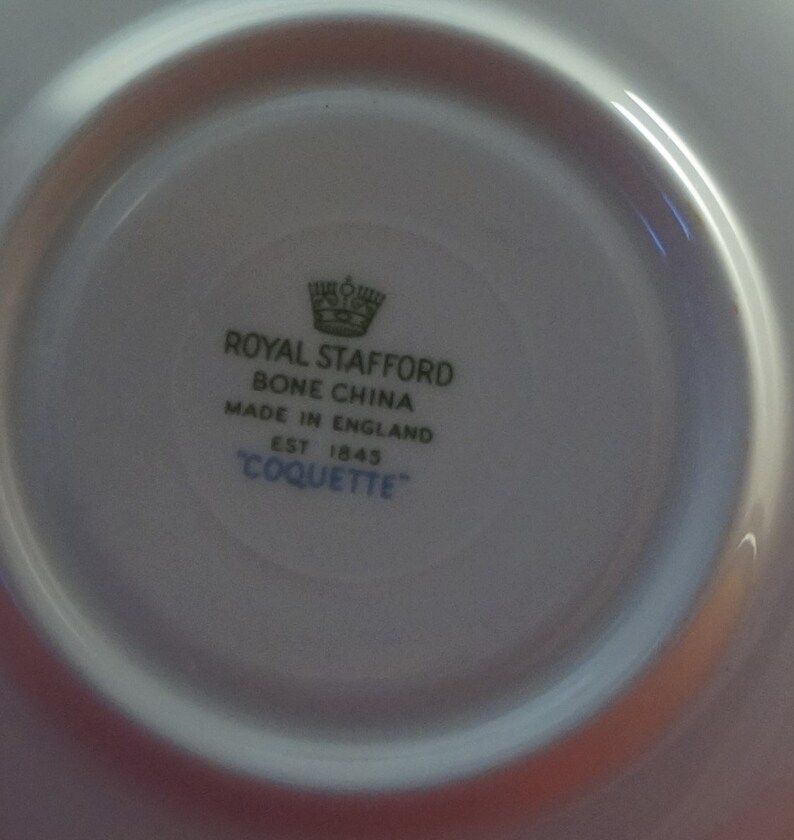 ROYAL STAFFORD
BONE CHINA
MADE IN ENGLAND
EST 1845
"COQUETTE"